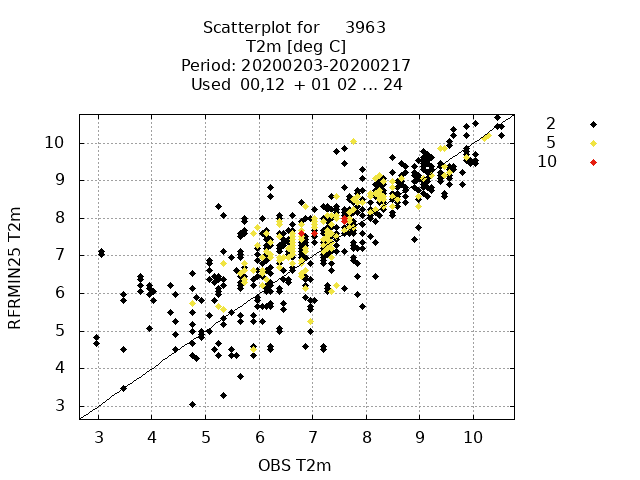 Scatterplot for 3963
T2m [deg C]
Period: 20200203-20200217
Used 00,12 + 01 02 ... 24
2
5
10
10
9
8
7
6
5
4
3
RFRMIN25 T2m
3 4 5 6 7 8 9 10
OBS T2m